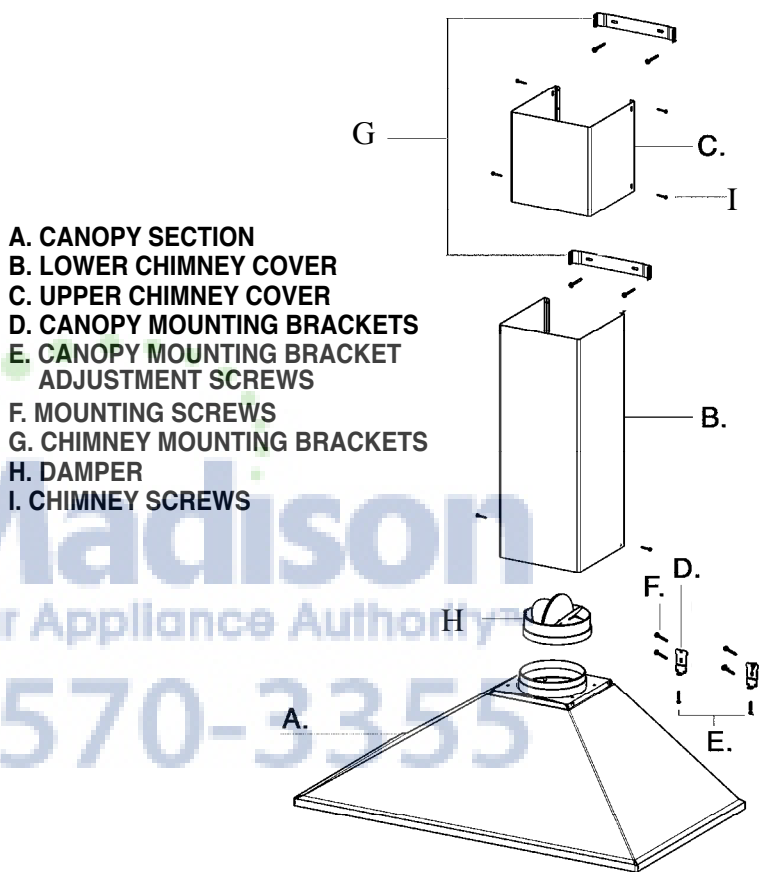 G
C.
I
A. CANOPY SECTION
B. LOWER CHIMNEY COVER
C. UPPER CHIMNEY COVER
D. CANOPY MOUNTING BRACKETS
E. CANOPY MOUNTING BRACKET
ADJUSTMENT SCREWS
F. MOUNTING SCREWS
G. CHIMNEY MOUNTING BRACKETS
H. DAMPER
I. CHIMNEY SCREWS
B.
Madison
r Appliance Authority™
570-3355
D.
F.
H
A.
E.